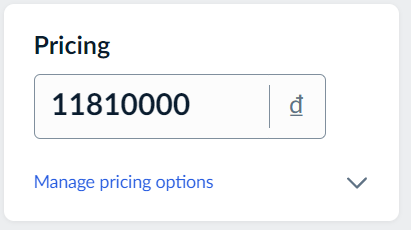 Pricing
11810000 ₫
Manage pricing options